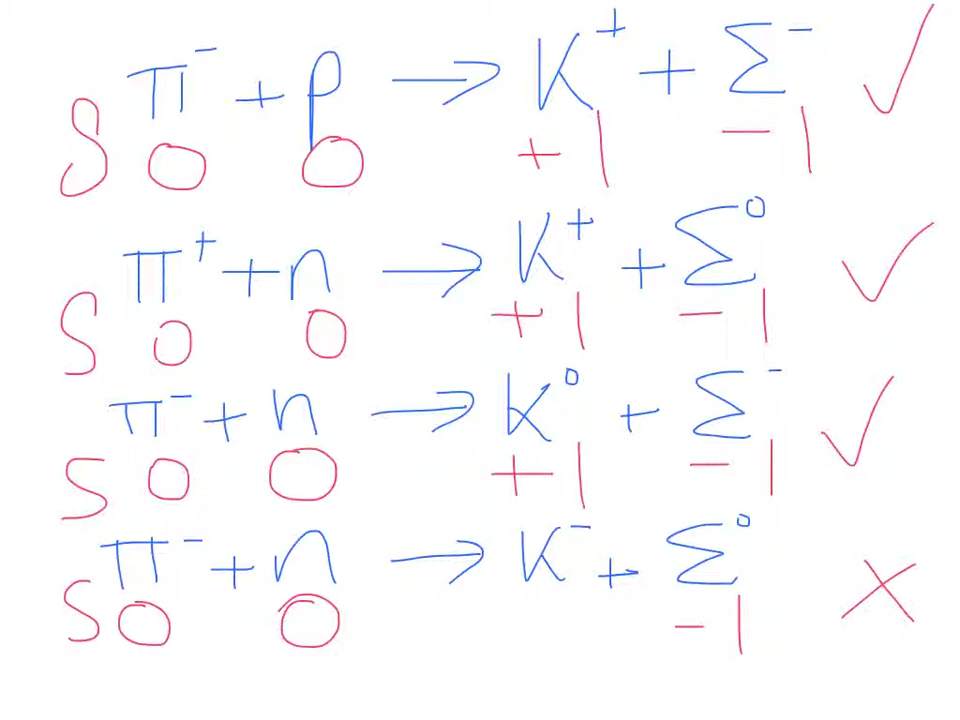 π⁻ + p → K⁺ + Σ⁻ ✓
S 0 0 +1 -1
π⁺ + n → K⁺ + Σ⁰ ✓
S 0 0 +1 -1
π⁻ + n → K⁰ + Σ⁻ ✓
S 0 0 +1 -1
π⁻ + n → K⁻ + Σ⁰ ×
S 0 0 -1